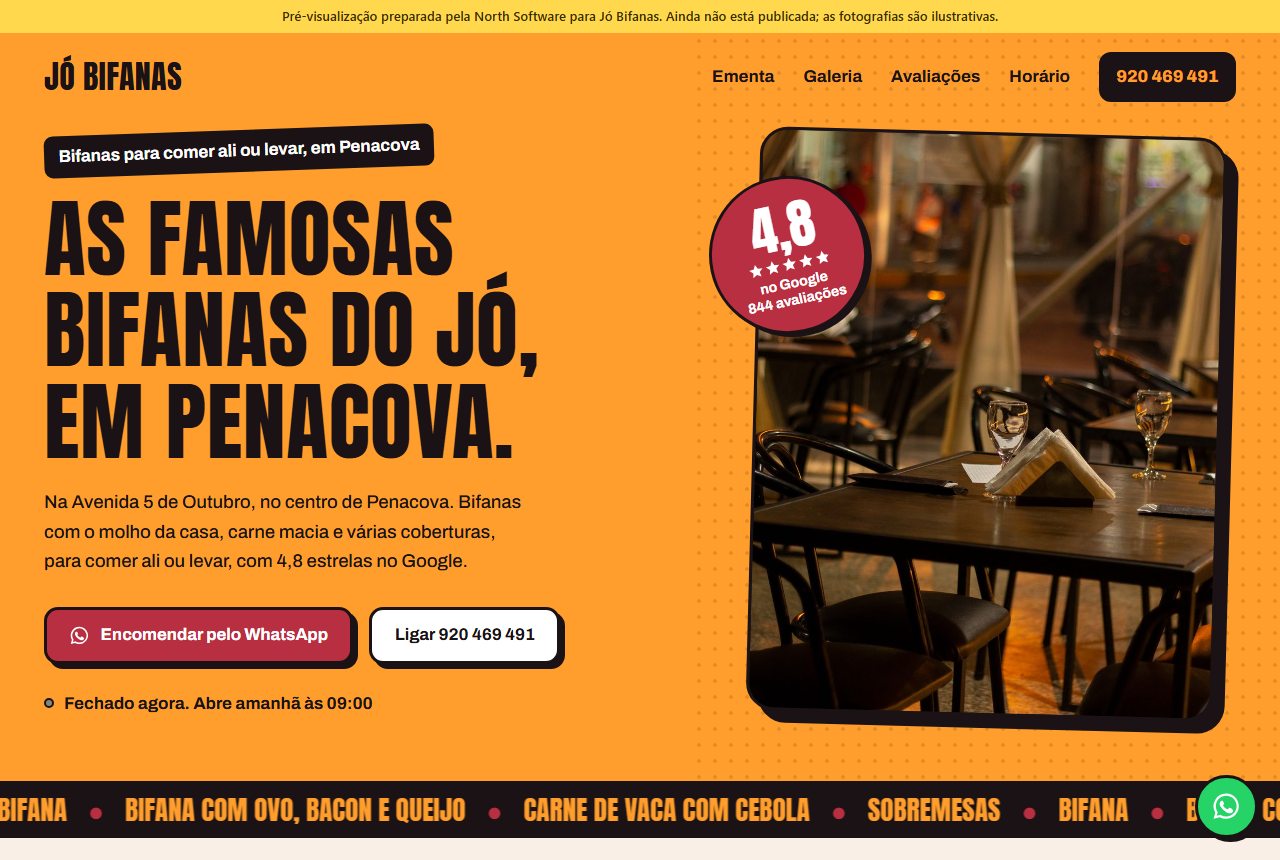 Pré-visualização preparada pela North Software para Jó Bifanas. Ainda não está publicada; as fotografias são ilustrativas.
JÓ BIFANAS
Ementa Galeria Avaliações Horário 920 469 491
Bifanas para comer ali ou levar, em Penacova
AS FAMOSAS
BIFANAS DO JÓ,
EM PENACOVA.
4,8
no Google
844 avaliações
Na Avenida 5 de Outubro, no centro de Penacova. Bifanas
com o molho da casa, carne macia e várias coberturas,
para comer ali ou levar, com 4,8 estrelas no Google.
Encomendar pelo WhatsApp Ligar 920 469 491
Fechado agora. Abre amanhã às 09:00
BIFANA BIFANA COM OVO, BACON E QUEIJO CARNE DE VACA COM CEBOLA SOBREMESAS BIFANA